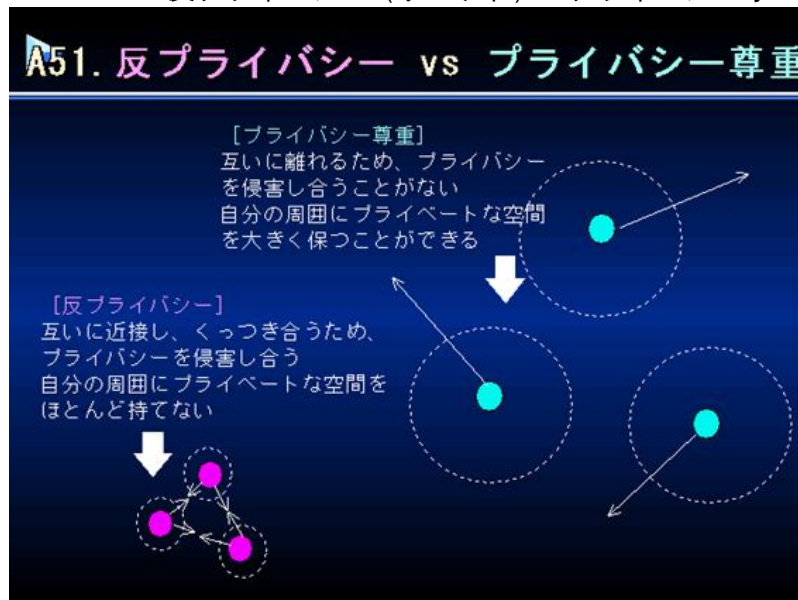 A51.反プライバシー vs プライバシー尊重
[プライバシー尊重]
互いに離れるため、プライバシー
を侵害し合うことがない
自分の周囲にプライベートな空間
を大きく保つことができる
[反プライバシー]
互いに近接し、くっつき合うため、
プライバシーを侵害し合う
自分の周囲にプライベートな空間を
ほとんど持てない